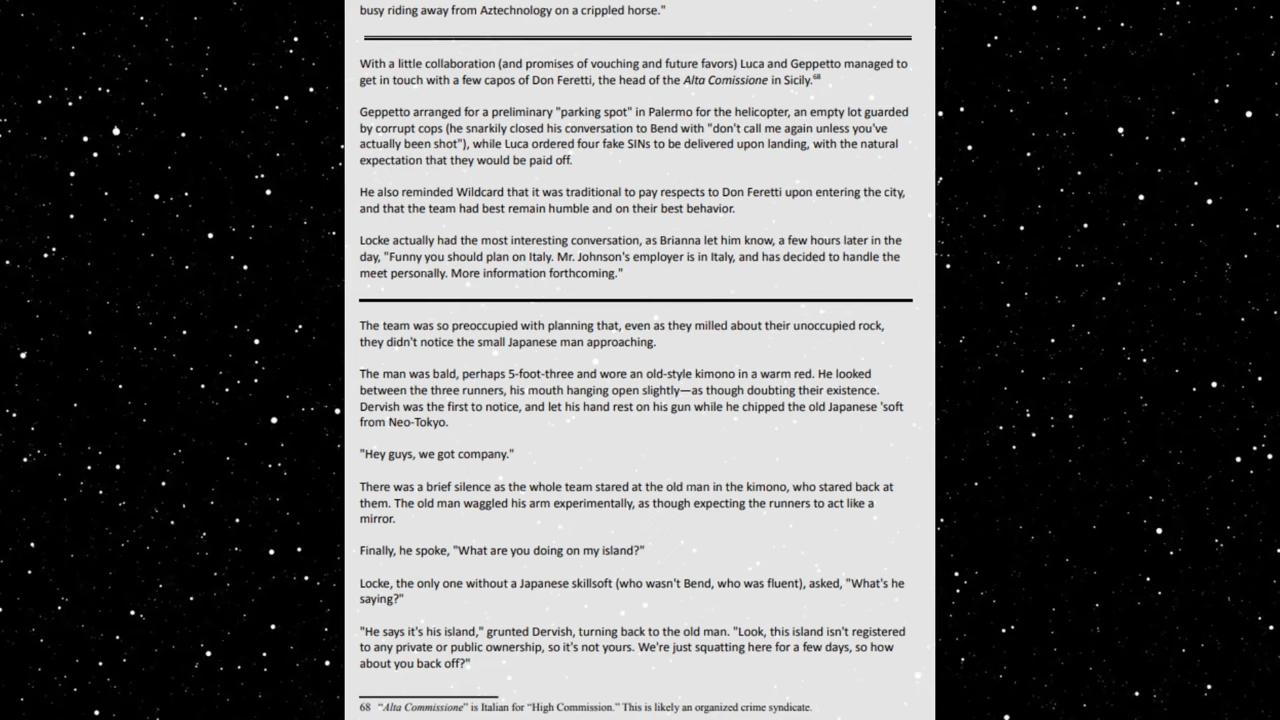 busy riding away from Aztechnology on a crippled horse."
With a little collaboration (and promises of vouching and future favors) Luca and Geppetto managed to
get in touch with a few capos of Don Feretti, the head of the Alta Comissione in Sicily.68
Geppetto arranged for a preliminary "parking spot" in Palermo for the helicopter, an empty lot guarded
by corrupt cops (he snarkily closed his conversation to Bend with "don't call me again unless you've
actually been shot"), while Luca ordered four fake SINs to be delivered upon landing, with the natural
expectation that they would be paid off.
He also reminded Wildcard that it was traditional to pay respects to Don Feretti upon entering the city,
and that the team had best remain humble and on their best behavior.
Locke actually had the most interesting conversation, as Brianna let him know, a few hours later in the
day, "Funny you should plan on Italy. Mr. Johnson's employer is in Italy, and has decided to handle the
meet personally. More information forthcoming."
The team was so preoccupied with planning that, even as they milled about their unoccupied rock,
they didn't notice the small Japanese man approaching.
The man was bald, perhaps 5-foot-three and wore an old-style kimono in a warm red. He looked
between the three runners, his mouth hanging open slightly—as though doubting their existence.
Dervish was the first to notice, and let his hand rest on his gun while he chipped the old Japanese 'soft
from Neo-Tokyo.
"Hey guys, we got company."
There was a brief silence as the whole team stared at the old man in the kimono, who stared back at
them. The old man waggled his arm experimentally, as though expecting the runners to act like a
mirror.
Finally, he spoke, "What are you doing on my island?"
Locke, the only one without a Japanese skillsoft (who wasn't Bend, who was fluent), asked, "What's he
saying?"
"He says it's his island," grunted Dervish, turning back to the old man. "Look, this island isn't registered
to any private or public ownership, so it's not yours. We're just squatting here for a few days, so how
about you back off?"
68 “Alta Commissione” is Italian for “High Commission.” This is likely an organized crime syndicate.